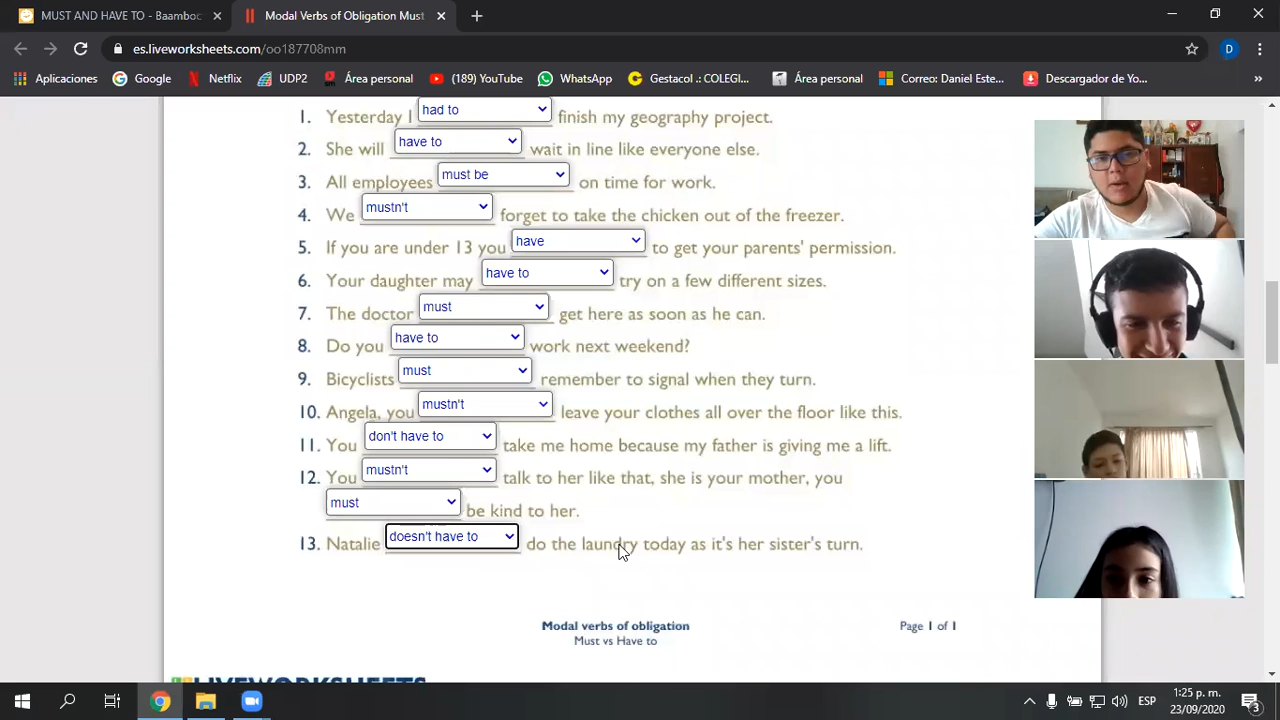 MUST AND HAVE TO - Baambooc
Modal Verbs of Obligation Must
es.liveworksheets.com/oo187708mm
D
Aplicaciones
Google
Netflix
UDP2
Área personal
(189) YouTube
WhatsApp
Gestacol .: COLEGI...
Área personal
Correo: Daniel Este...
Descargador de Yo...
»
1. Yesterday I had to finish my geography project.
2. She will have to wait in line like everyone else.
3. All employees must be on time for work.
4. We mustn't forget to take the chicken out of the freezer.
5. If you are under 13 you have to get your parents' permission.
6. Your daughter may have to try on a few different sizes.
7. The doctor must get here as soon as he can.
8. Do you have to work next weekend?
9. Bicyclists must remember to signal when they turn.
10. Angela, you mustn't leave your clothes all over the floor like this.
11. You don't have to take me home because my father is giving me a lift.
12. You mustn't talk to her like that, she is your mother, you
must be kind to her.
13. Natalie doesn't have to do the laundry today as it's her sister's turn.
Modal verbs of obligation
Must vs Have to
Page 1 of 1
LIVEWORKSHEETS
ESP
1:25 p. m.
23/09/2020
3